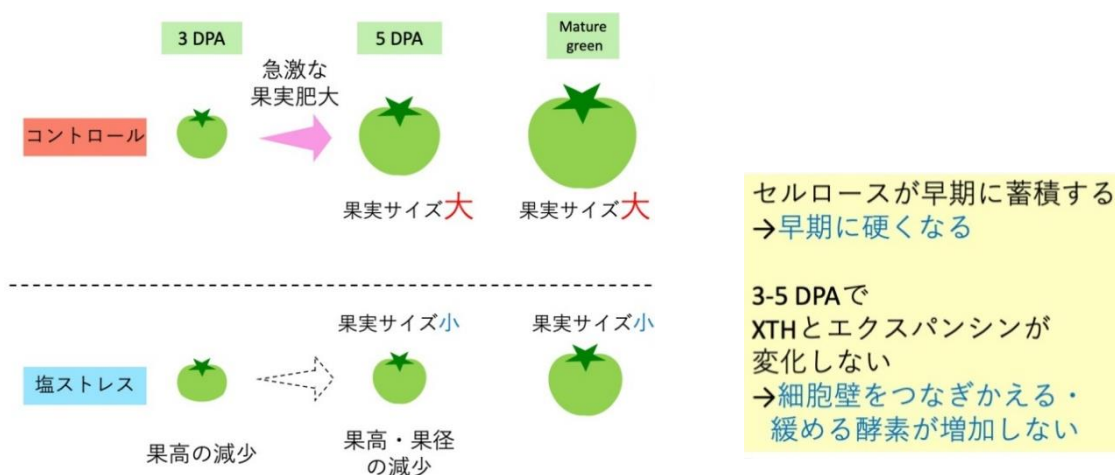 3 DPA
5 DPA
Mature
green
急激な
果実肥大
コントロール
果実サイズ大
果実サイズ大
果実サイズ小
果実サイズ小
塩ストレス
果高の減少
果高・果径
の減少
セルロースが早期に蓄積する
→早期に硬くなる
3-5 DPAで
XTHとエクスパンシンが
変化しない
→細胞壁をつなぎかえる・
緩める酵素が増加しない